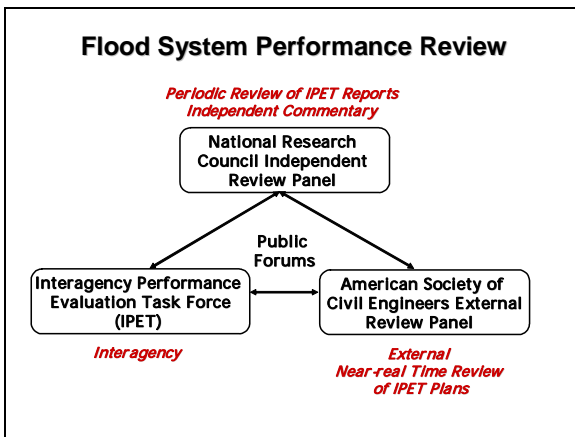 Flood System Performance Review
Periodic Review of IPET Reports
Independent Commentary
National Research
Council Independent
Review Panel
Public
Forums
Interagency Performance
Evaluation Task Force
(IPET)
American Society of
Civil Engineers External
Review Panel
Interagency
External
Near-real Time Review
of IPET Plans